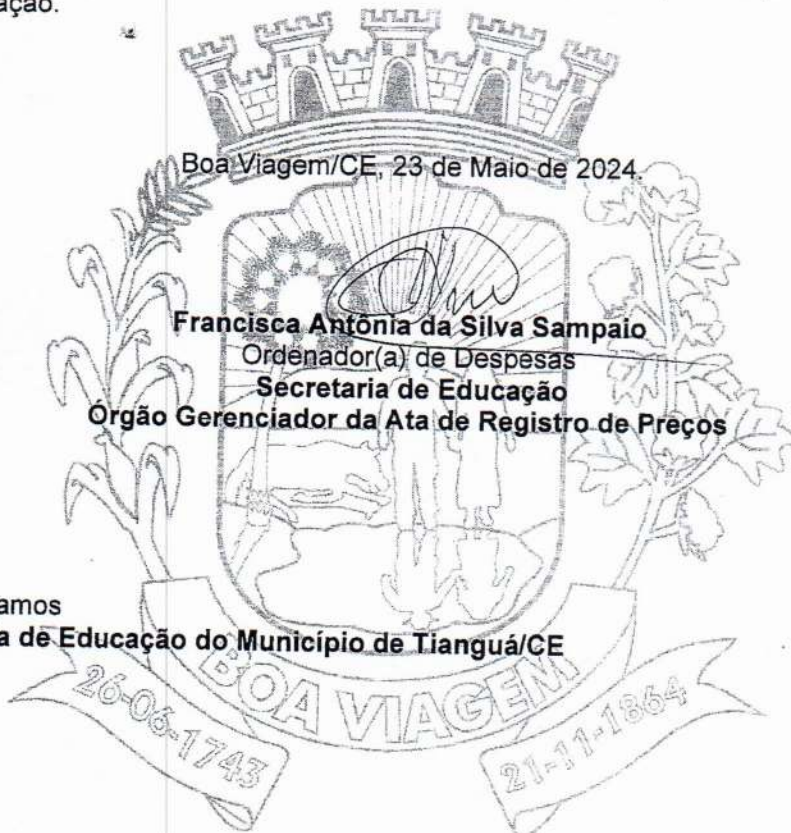 ação.
Boa Viagem/CE, 23 de Maio de 2024.
Francisca Antônia da Silva Sampaio
Ordenador(a) de Despesas
Secretaria de Educação
Órgão Gerenciador da Ata de Registro de Preços
amos
a de Educação do Município de Tianguá/CE
BOA VIAGEM
26-06-1743
21-11-1864